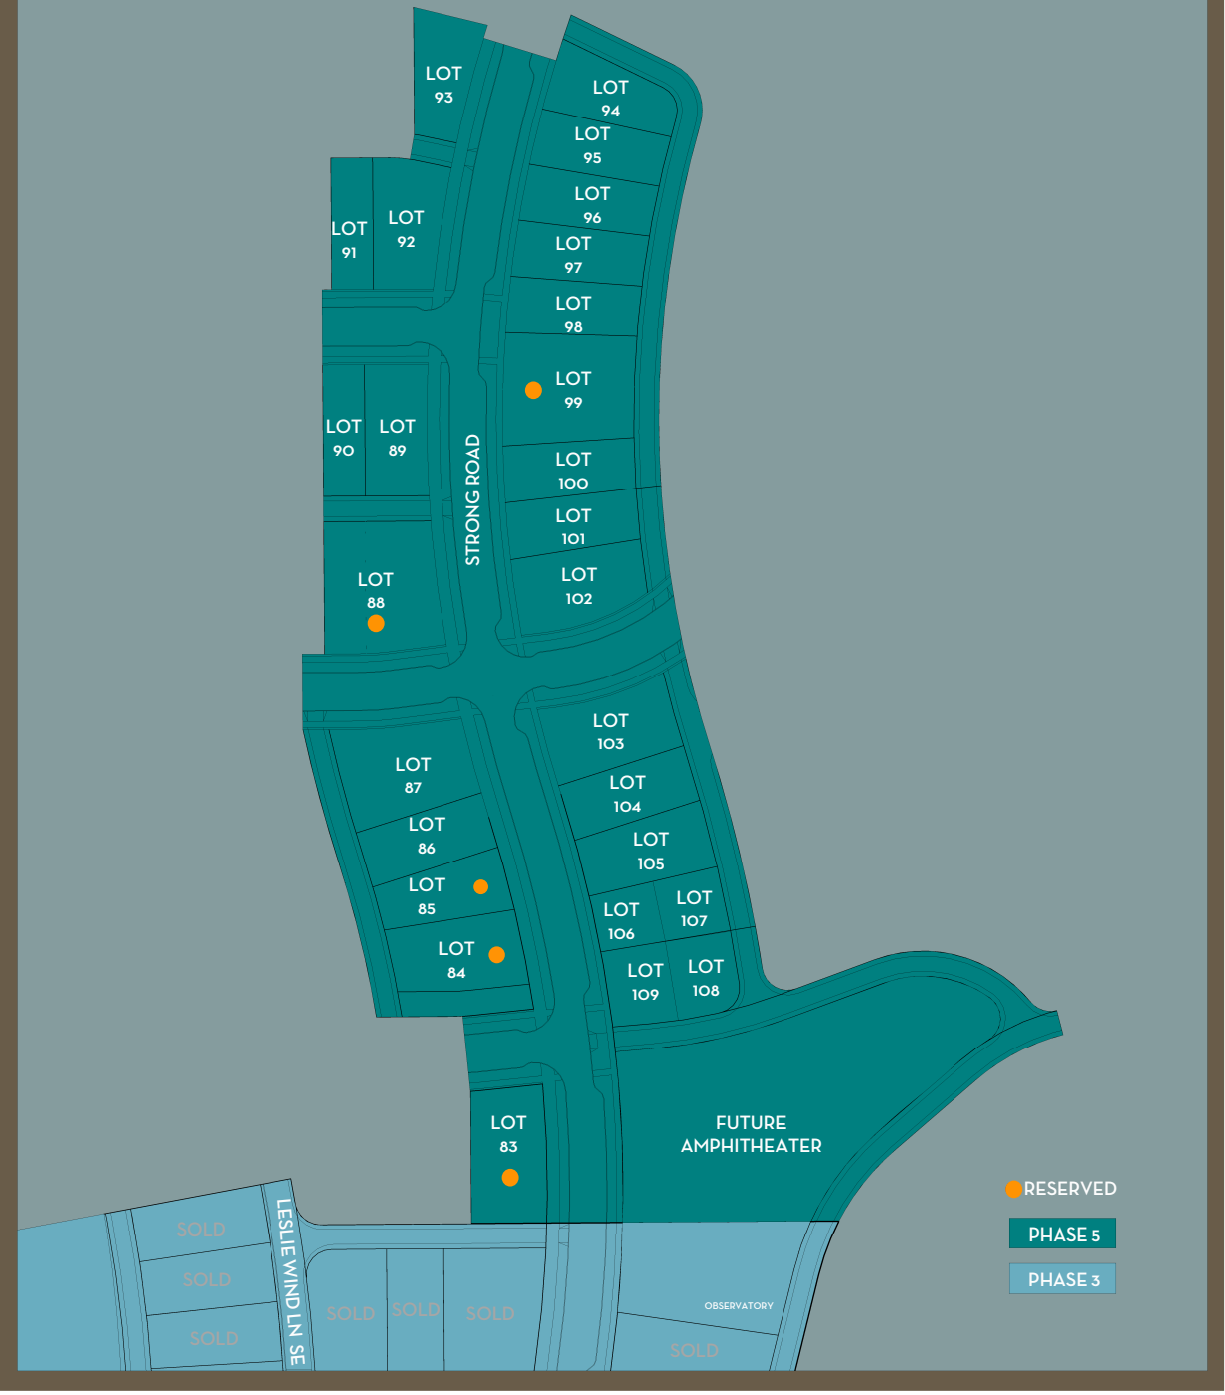 LOT
93
LOT
94
LOT
95
LOT
96
LOT
92
LOT
91
LOT
97
LOT
98
LOT
99
LOT
90
LOT
89
STRONG ROAD
LOT
100
LOT
101
LOT
102
LOT
88
LOT
103
LOT
87
LOT
104
LOT
86
LOT
105
LOT
85
LOT
106
LOT
107
LOT
84
LOT
109
LOT
108
LOT
83
FUTURE
AMPHITHEATER
RESERVED
PHASE 5
PHASE 3
LESLIE WIND LN SE
SOLD
SOLD
SOLD
SOLD
SOLD
SOLD
OBSERVATORY
SOLD